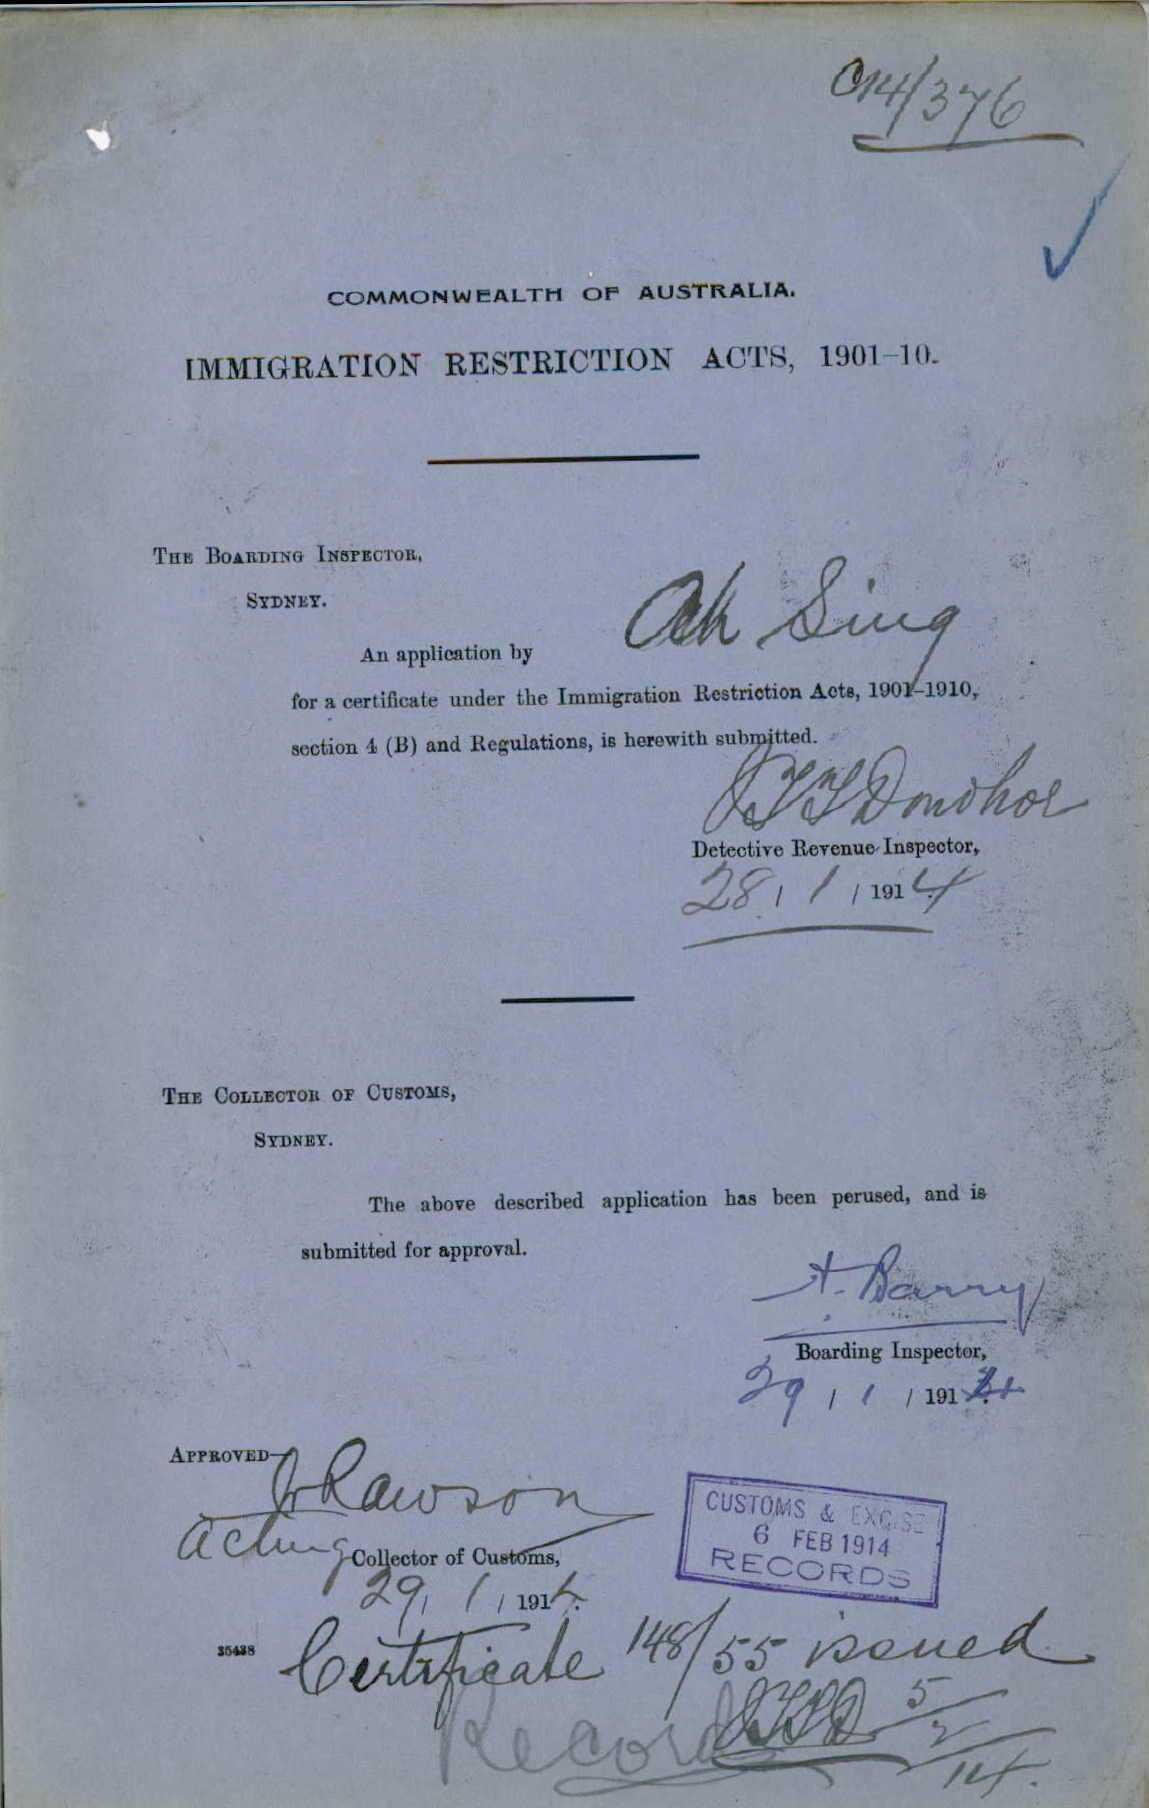 C14/376
COMMONWEALTH OF AUSTRALIA.
IMMIGRATION RESTRICTION ACTS, 1901-10.
THE BOARDING INSPECTOR,
SYDNEY.
Ah Sing
An application by
for a certificate under the Immigration Restriction Acts, 1901-1910,
section 4 (B) and Regulations, is herewith submitted.
Donohoe
Detective Revenue Inspector,
28 / 1 / 1914
THE COLLECTOR OF CUSTOMS,
SYDNEY.
The above described application has been perused, and is
submitted for approval.
A. Barry
Boarding Inspector,
29 / 1 / 1914
APPROVED—
Rawson
Acting Collector of Customs,
29 / 1 / 1914.
CUSTOMS & EXCISE
6 FEB 1914
RECORDS
35438
Certificate 148/55 issued
5/2/14.
Records